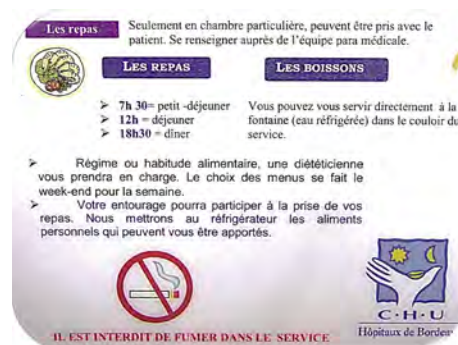 Les repas
Seulement en chambre particulière, peuvent être pris avec le
patient. Se renseigner auprès de l'équipe para médicale.
LES REPAS
LES BOISSONS
➤ 7h 30= petit -déjeuner
➤ 12h = déjeuner
➤ 18h30 = dîner
Vous pouvez vous servir directement à la
fontaine (eau réfrigérée) dans le couloir du
service.
➤ Régime ou habitude alimentaire, une diététicienne
vous prendra en charge. Le choix des menus se fait le
week-end pour la semaine.
➤ Votre entourage pourra participer à la prise de vos
repas. Nous mettrons au réfrigérateur les aliments
personnels qui peuvent vous être apportés.
C·H·U
Hôpitaux de Bordea
IL EST INTERDIT DE FUMER DANS LE SERVICE